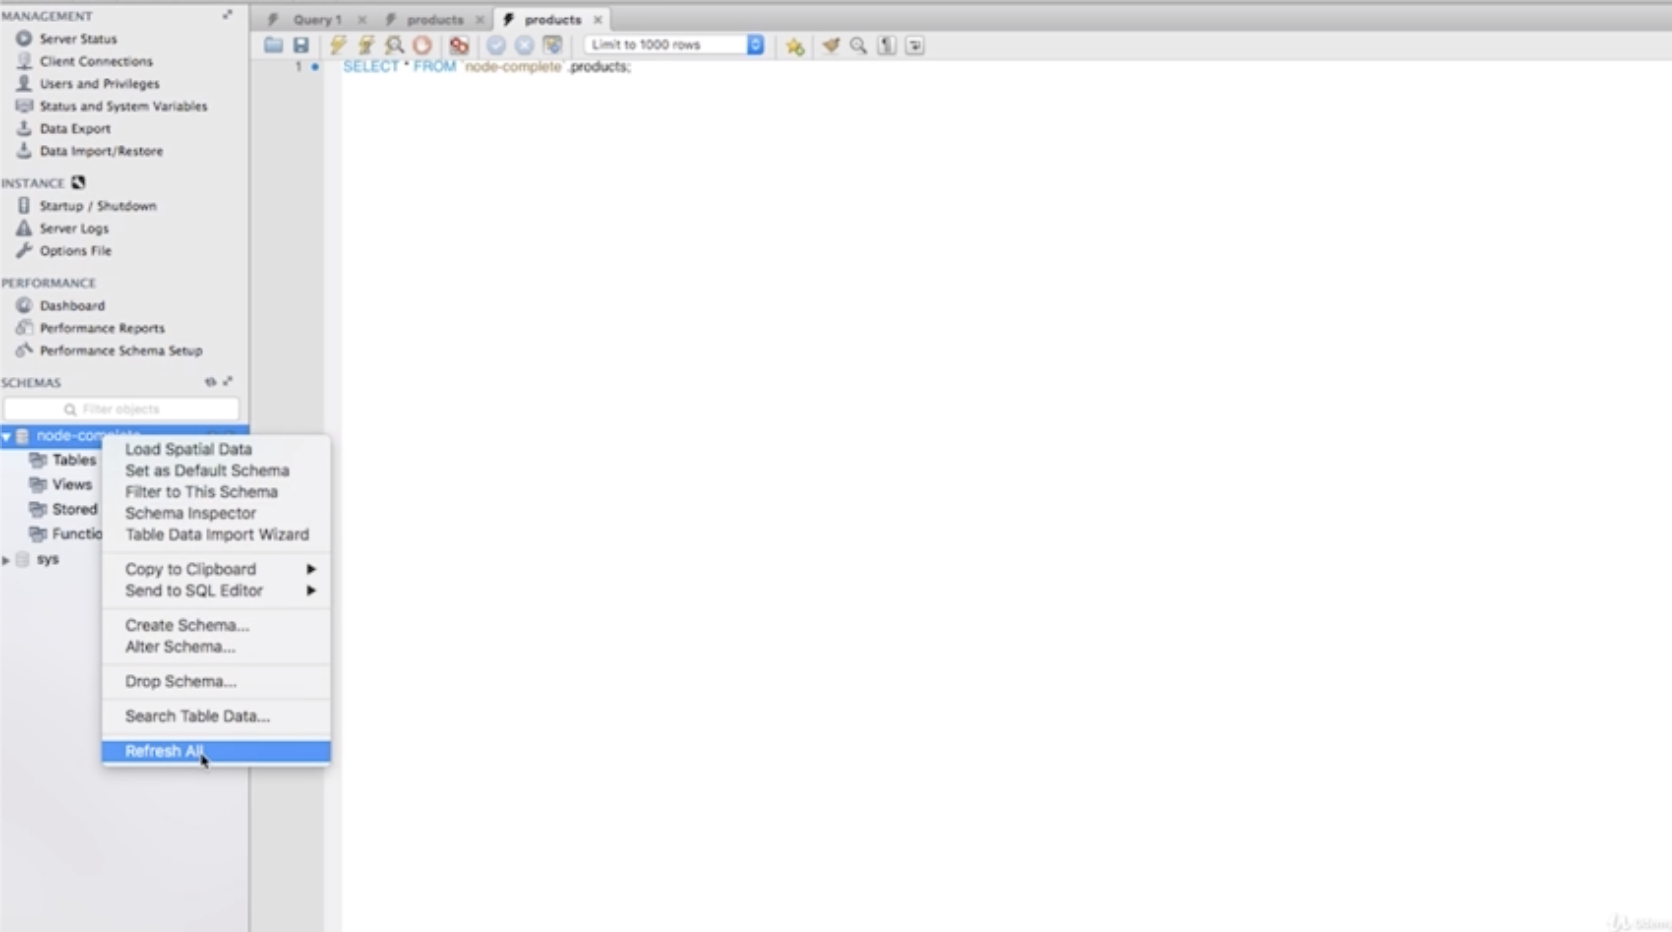 MANAGEMENT
Server Status
Client Connections
Users and Privileges
Status and System Variables
Data Export
Data Import/Restore
INSTANCE
Startup / Shutdown
Server Logs
Options File
PERFORMANCE
Dashboard
Performance Reports
Performance Schema Setup
SCHEMAS
Filter objects
node-complete
Tables
Views
Stored
Functio
sys
Load Spatial Data
Set as Default Schema
Filter to This Schema
Schema Inspector
Table Data Import Wizard
Copy to Clipboard
Send to SQL Editor
Create Schema...
Alter Schema...
Drop Schema...
Search Table Data...
Refresh All
Query 1
products
products
Limit to 1000 rows
1
SELECT * FROM `node-complete`.products;